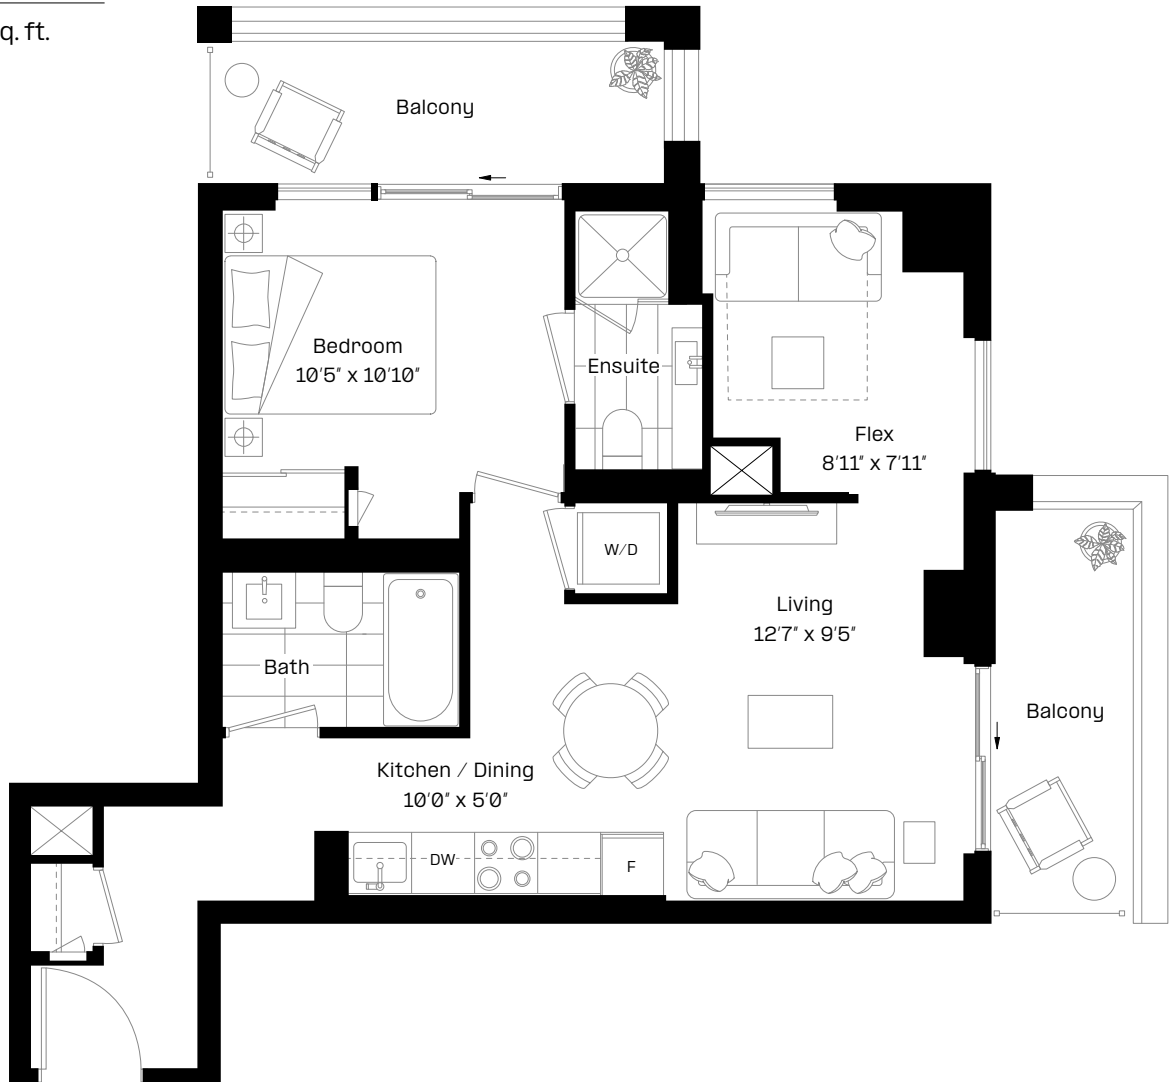 q. ft.
Balcony
Bedroom
10'5" x 10'10"
Ensuite
Flex
8'11" x 7'11"
W/D
Living
12'7" x 9'5"
Bath
Balcony
Kitchen / Dining
10'0" x 5'0"
DW
F